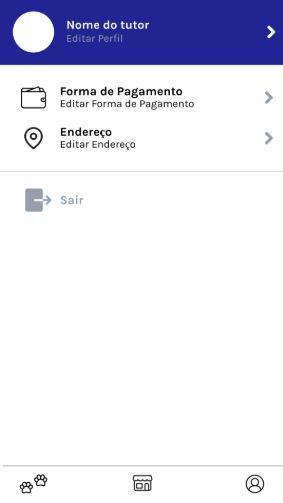 Nome do tutor
Editar Perfil
Forma de Pagamento
Editar Forma de Pagamento
Endereço
Editar Endereço
Sair